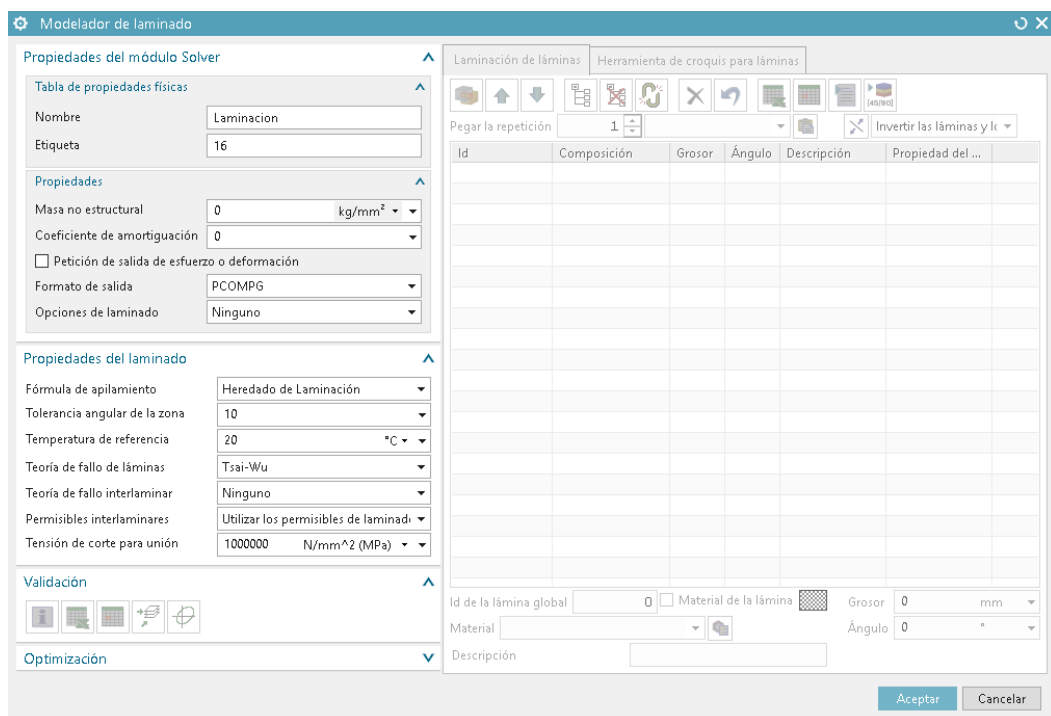 Modelador de laminado
Propiedades del módulo Solver
Tabla de propiedades físicas
Nombre Laminacion
Etiqueta 16
Propiedades
Masa no estructural 0 kg/mm²
Coeficiente de amortiguación 0
Petición de salida de esfuerzo o deformación
Formato de salida PCOMPG
Opciones de laminado Ninguno
Propiedades del laminado
Fórmula de apilamiento Heredado de Laminación
Tolerancia angular de la zona 10
Temperatura de referencia 20 °C
Teoría de fallo de láminas Tsai-Wu
Teoría de fallo interlaminar Ninguno
Permisibles interlaminares Utilizar los permisibles de laminad
Tensión de corte para unión 1000000 N/mm^2 (MPa)
Validación
Optimización
Laminación de láminas Herramienta de croquis para láminas
[45/90]
Pegar la repetición 1 Invertir las láminas y l
Id Composición Grosor Ángulo Descripción Propiedad del ...
Id de la lámina global 0 Material de la lámina Grosor 0 mm
Material Ángulo 0 °
Descripción
Aceptar Cancelar